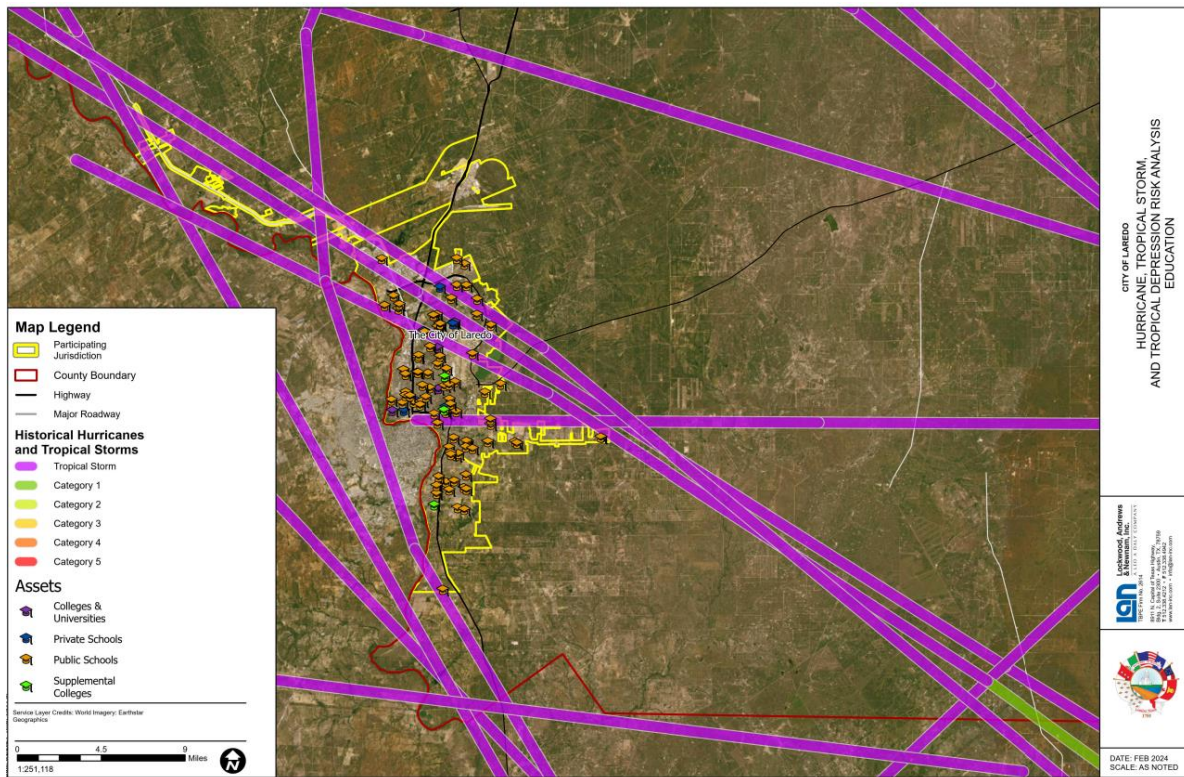 The City of Laredo
Map Legend
Participating
Jurisdiction
County Boundary
Highway
Major Roadway
Historical Hurricanes
and Tropical Storms
Tropical Storm
Category 1
Category 2
Category 3
Category 4
Category 5
Assets
Colleges &
Universities
Private Schools
Public Schools
Supplemental
Colleges
Service Layer Credits: World Imagery: Earthstar
Geographics
0 4.5 9
Miles
1:251,118
N
CITY OF LAREDO
HURRICANE, TROPICAL STORM,
AND TROPICAL DEPRESSION RISK ANALYSIS
EDUCATION
Lan
Lockwood, Andrews
& Newnam, Inc.
A LEO A DALY COMPANY
DATE: FEB 2024
SCALE: AS NOTED